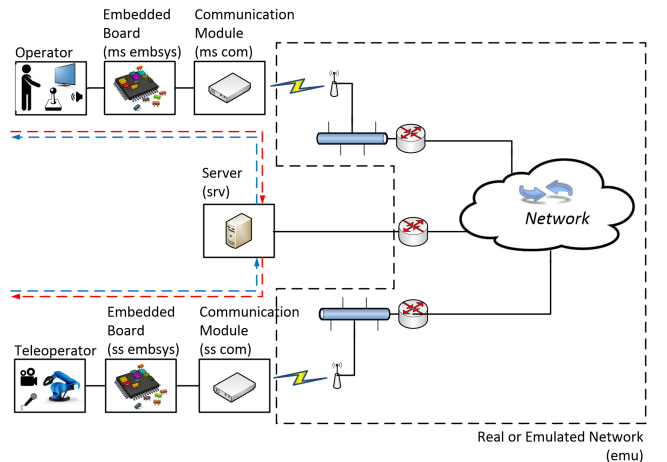 Operator
Embedded
Board
(ms embsys)
Communication
Module
(ms com)
Server
(srv)
Network
Teleoperator
Embedded
Board
(ss embsys)
Communication
Module
(ss com)
Real or Emulated Network
(emu)